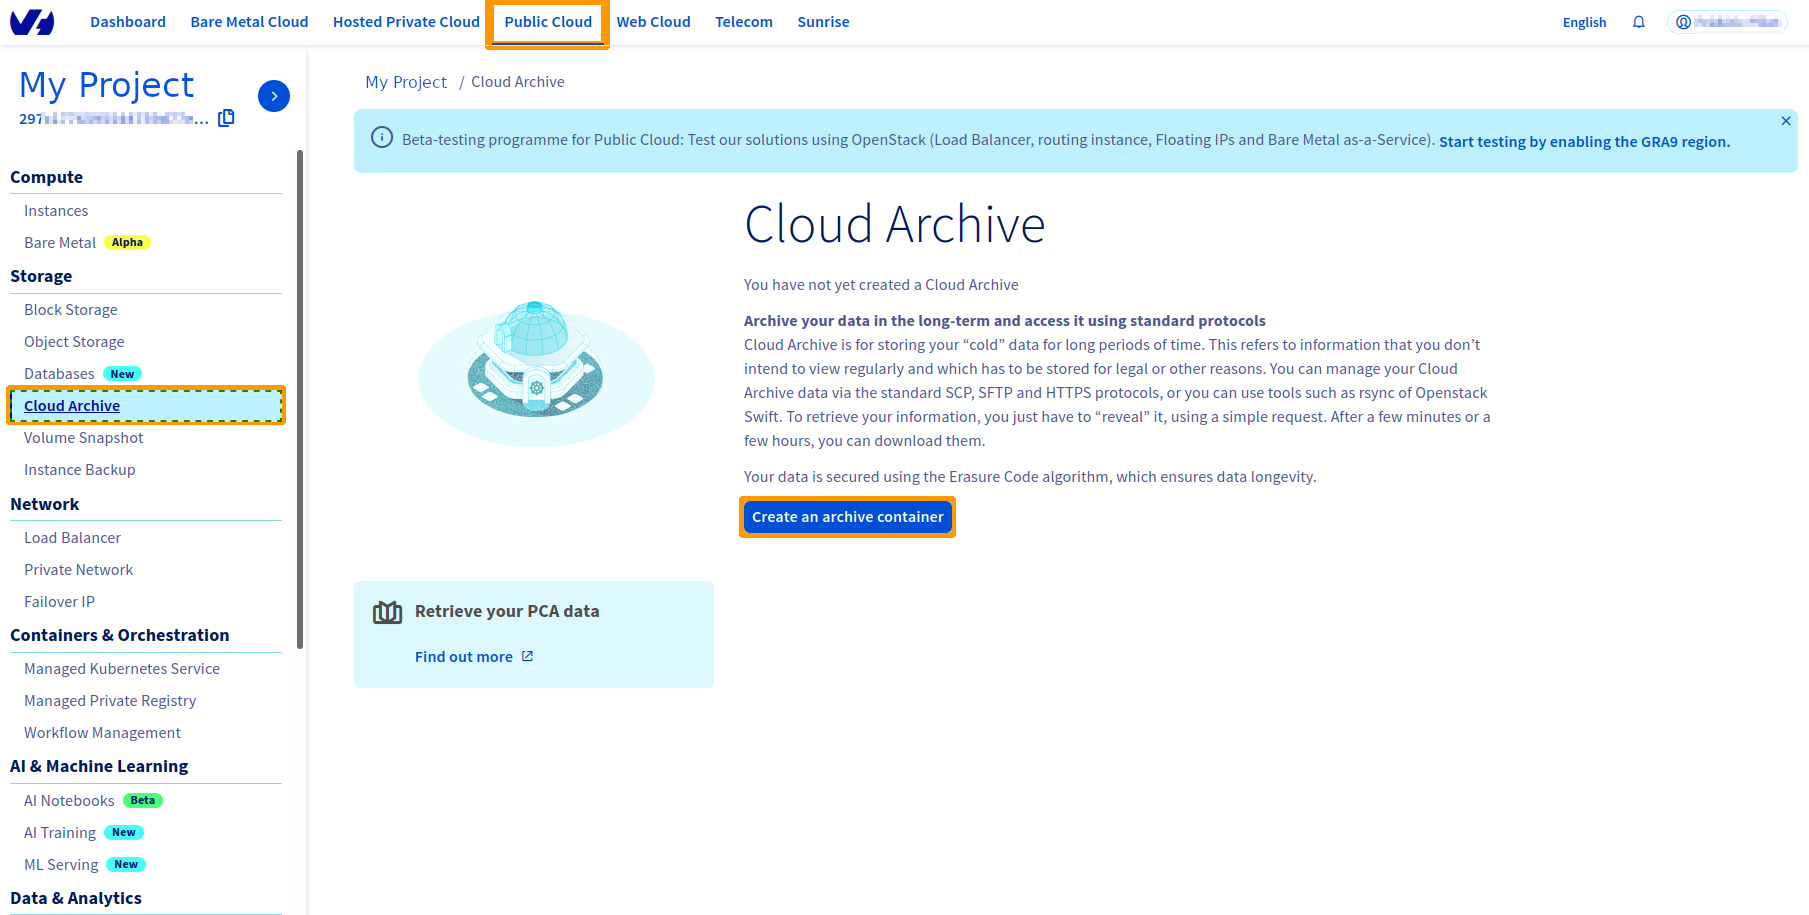 Dashboard Bare Metal Cloud Hosted Private Cloud Public Cloud Web Cloud Telecom Sunrise English
My Project
297
Compute
Instances
Bare Metal Alpha
Storage
Block Storage
Object Storage
Databases New
Cloud Archive
Volume Snapshot
Instance Backup
Network
Load Balancer
Private Network
Failover IP
Containers & Orchestration
Managed Kubernetes Service
Managed Private Registry
Workflow Management
AI & Machine Learning
AI Notebooks Beta
AI Training New
ML Serving New
Data & Analytics
My Project / Cloud Archive
Beta-testing programme for Public Cloud: Test our solutions using OpenStack (Load Balancer, routing instance, Floating IPs and Bare Metal as-a-Service). Start testing by enabling the GRA9 region.
Cloud Archive
You have not yet created a Cloud Archive
Archive your data in the long-term and access it using standard protocols
Cloud Archive is for storing your “cold” data for long periods of time. This refers to information that you don’t
intend to view regularly and which has to be stored for legal or other reasons. You can manage your Cloud
Archive data via the standard SCP, SFTP and HTTPS protocols, or you can use tools such as rsync of Openstack
Swift. To retrieve your information, you just have to “reveal” it, using a simple request. After a few minutes or a
few hours, you can download them.
Your data is secured using the Erasure Code algorithm, which ensures data longevity.
Create an archive container
Retrieve your PCA data
Find out more